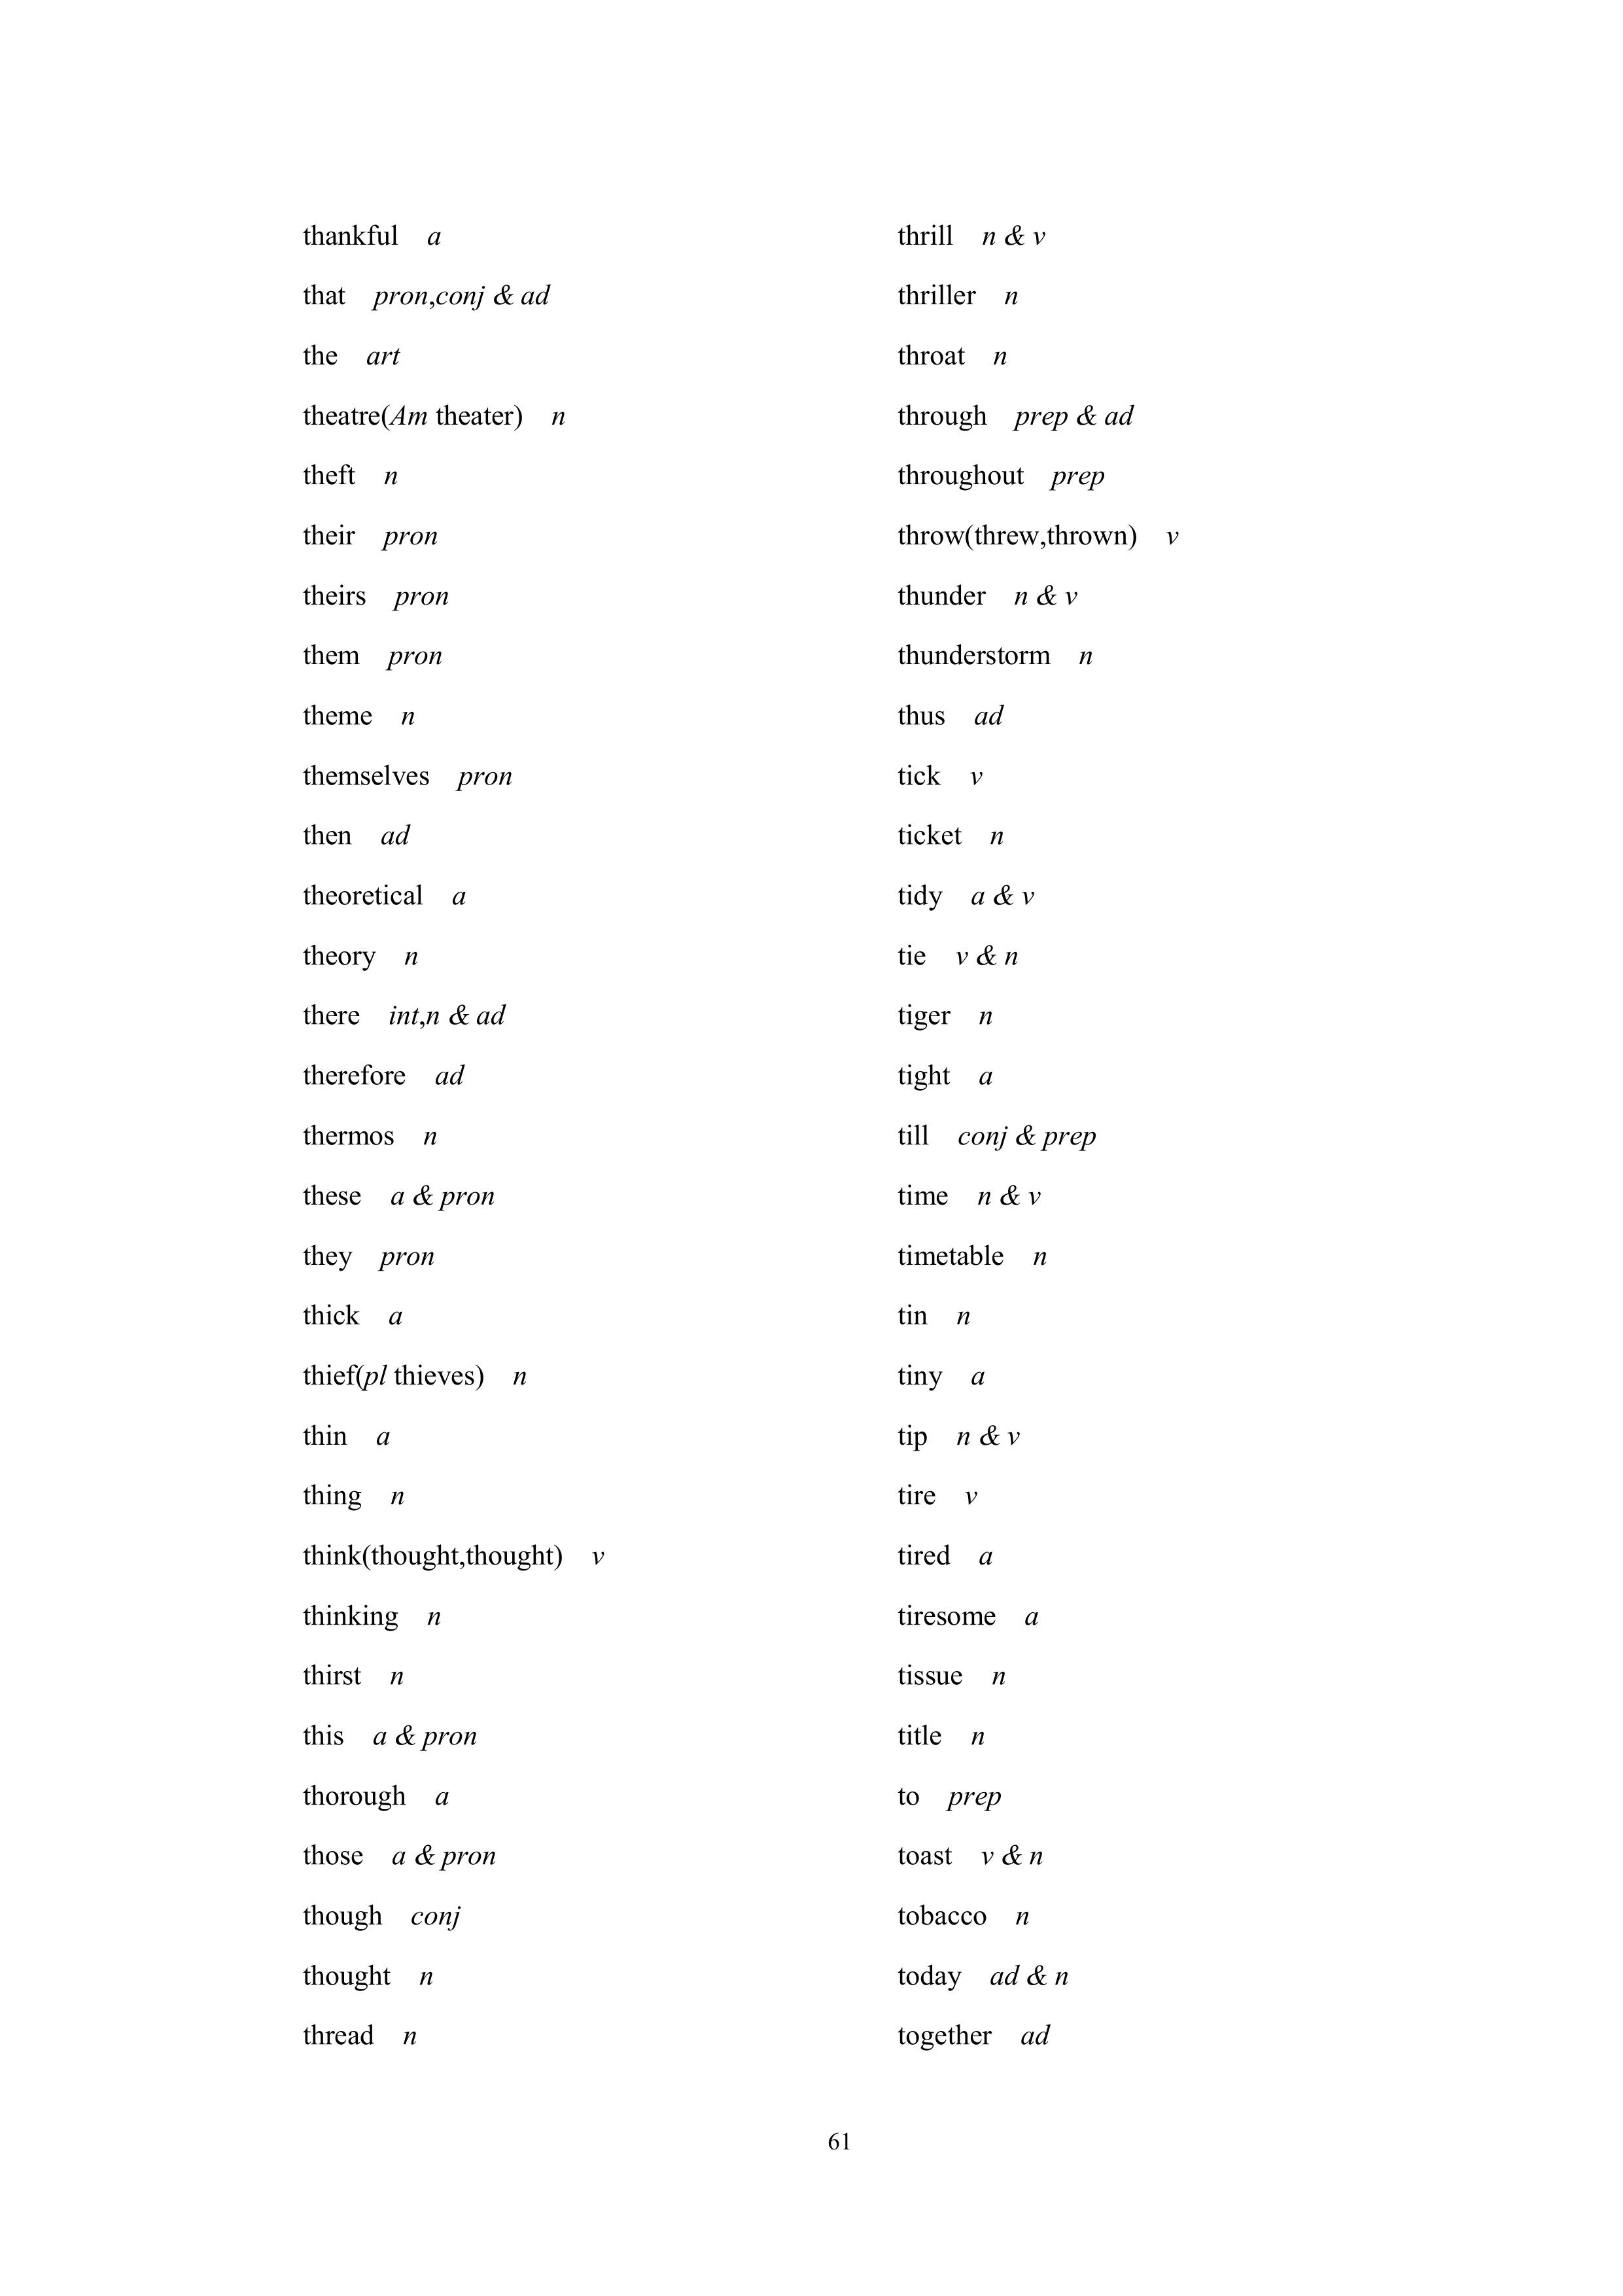 thankful a
that pron,conj & ad
the art
theatre(Am theater) n
theft n
their pron
theirs pron
them pron
theme n
themselves pron
then ad
theoretical a
theory n
there int,n & ad
therefore ad
thermos n
these a & pron
they pron
thick a
thief(pl thieves) n
thin a
thing n
think(thought,thought) v
thinking n
thirst n
this a & pron
thorough a
those a & pron
though conj
thought n
thread n
thrill n & v
thriller n
throat n
through prep & ad
throughout prep
throw(threw,thrown) v
thunder n & v
thunderstorm n
thus ad
tick v
ticket n
tidy a & v
tie v & n
tiger n
tight a
till conj & prep
time n & v
timetable n
tin n
tiny a
tip n & v
tire v
tired a
tiresome a
tissue n
title n
to prep
toast v & n
tobacco n
today ad & n
together ad
61